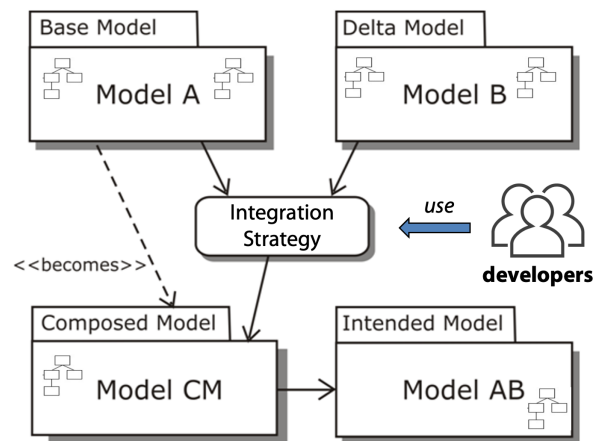 Base Model
Delta Model
Model A
Model B
Integration
Strategy
use
developers
<<becomes>>
Composed Model
Intended Model
Model CM
Model AB